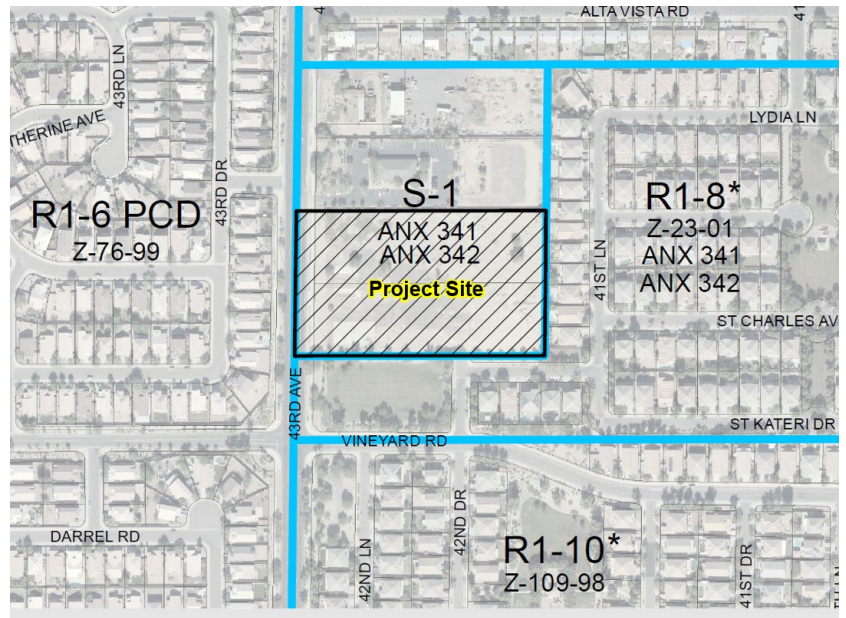 ALTA VISTA RD
4
41
43RD LN
THERINE AVE
LYDIA LN
43RD DR
S-1
R1-8*
Z-23-01
ANX 341
ANX 342
R1-6 PCD
Z-76-99
ANX 341
ANX 342
Project Site
41ST LN
ST CHARLES AV
43RD AVE
ST KATERI DR
VINEYARD RD
DARREL RD
42ND LN
42ND DR
R1-10*
Z-109-98
41ST DR